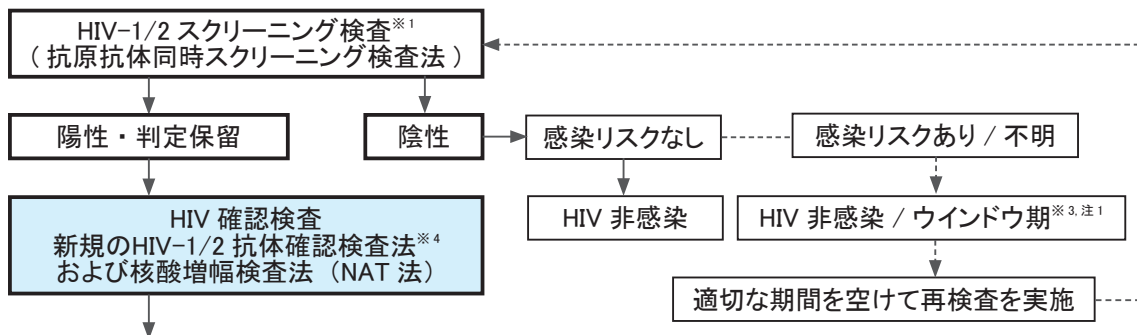 HIV-1/2 スクリーニング検査※1
( 抗原抗体同時スクリーニング検査法 )
陽性・判定保留
陰性
感染リスクなし
感染リスクあり / 不明
HIV 確認検査
新規のHIV-1/2 抗体確認検査法※4
および核酸増幅検査法（NAT 法）
HIV 非感染
HIV 非感染 / ウインドウ期※3,注1
適切な期間を空けて再検査を実施